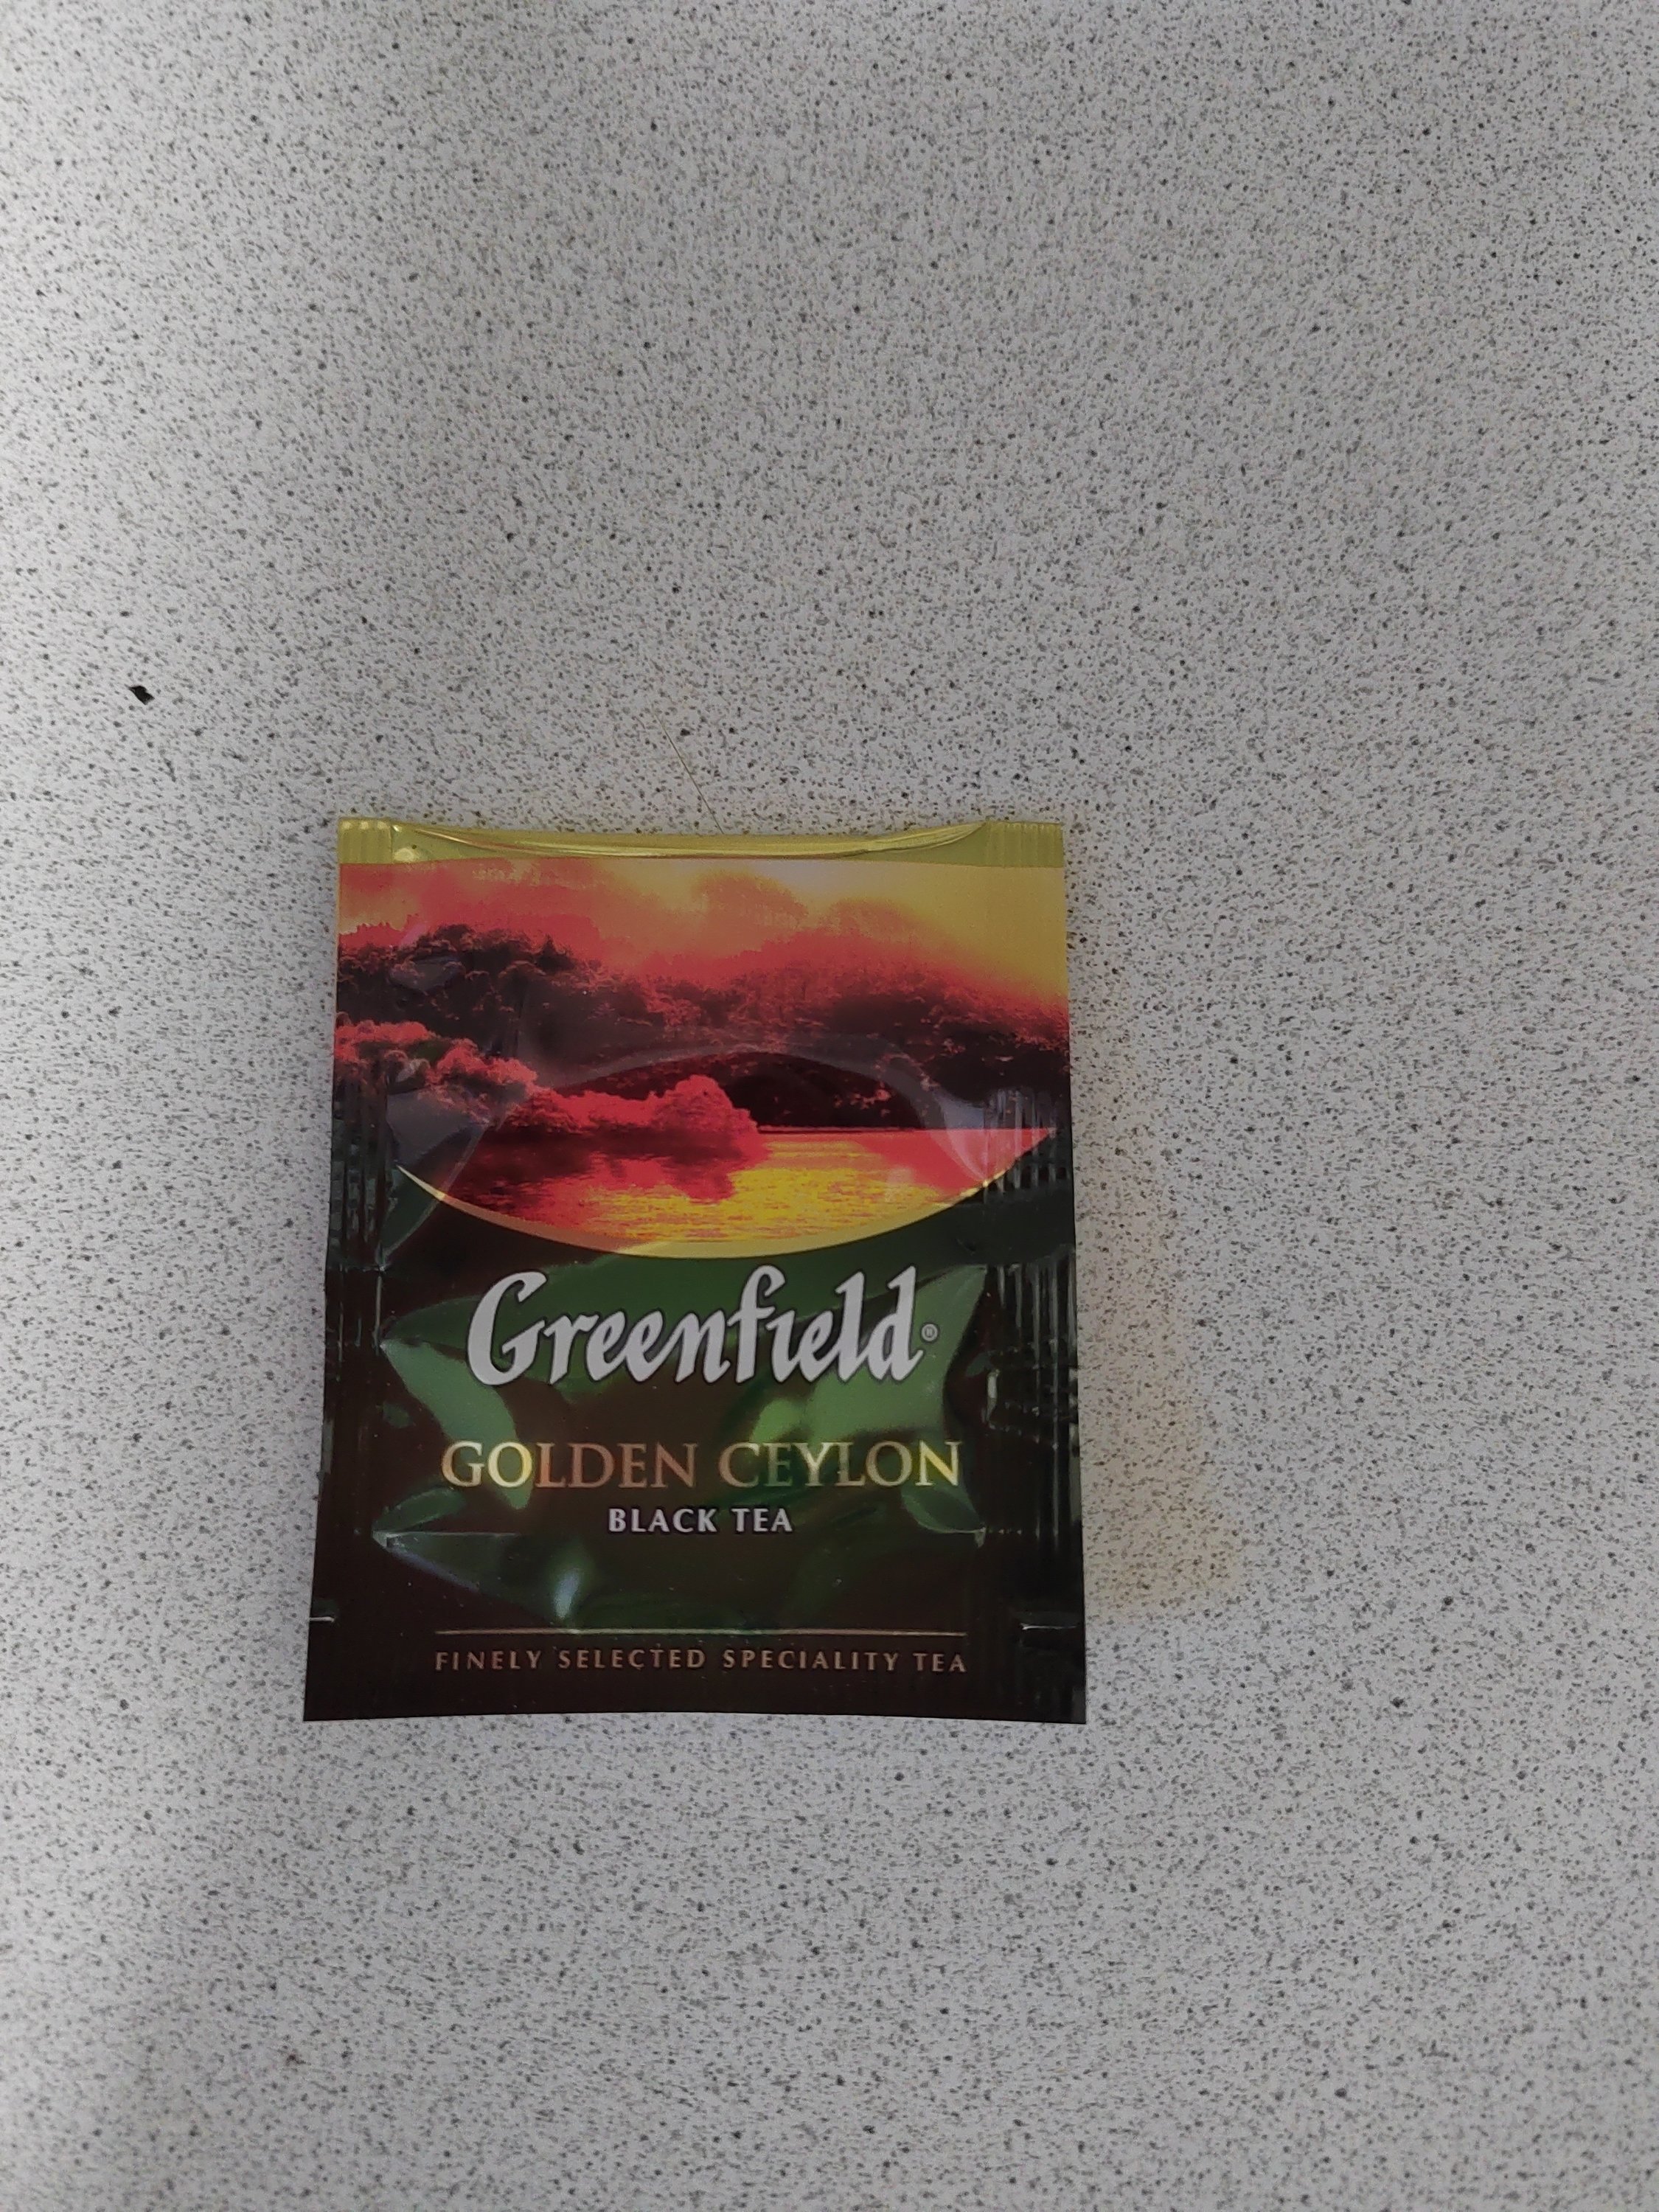 Greenfield®
GOLDEN CEYLON
BLACK TEA
FINELY SELECTED SPECIALITY TEA